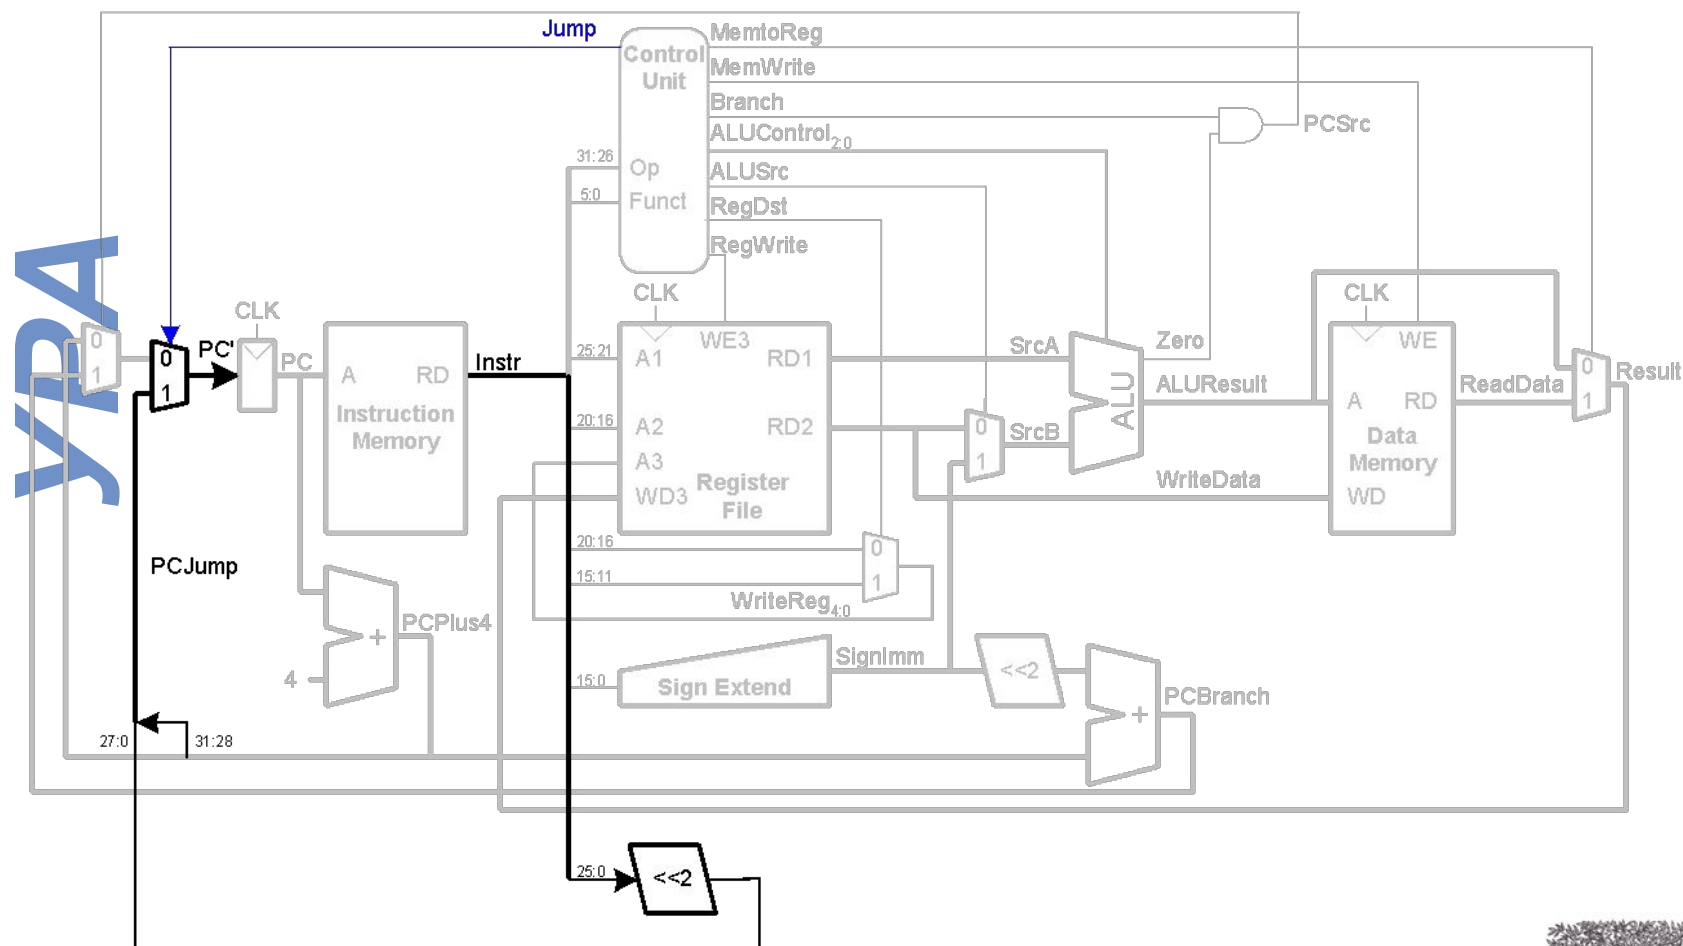 Jump
MemtoReg
Control
Unit
MemWrite
Branch
PCSrc
ALUControl2:0
31:26
Op
ALUSrc
5:0
Funct
RegDst
RegWrite
УРА
CLK
CLK
CLK
0
1
0
1
PC'
PC
A
RD
Instruction
Memory
Instr
25:21
A1
WE3
RD1
SrcA
Zero
WE
20:16
A2
RD2
0
1
SrcB
ALU
ALUResult
A
RD
ReadData
0
1
Result
A3
Data
Memory
WD3
Register
File
WriteData
WD
20:16
0
PCJump
15:11
1
WriteReg4:0
PCPlus4
+
4
SignImm
<<2
15:0
Sign Extend
PCBranch
+
27:0
31:28
25:0
<<2